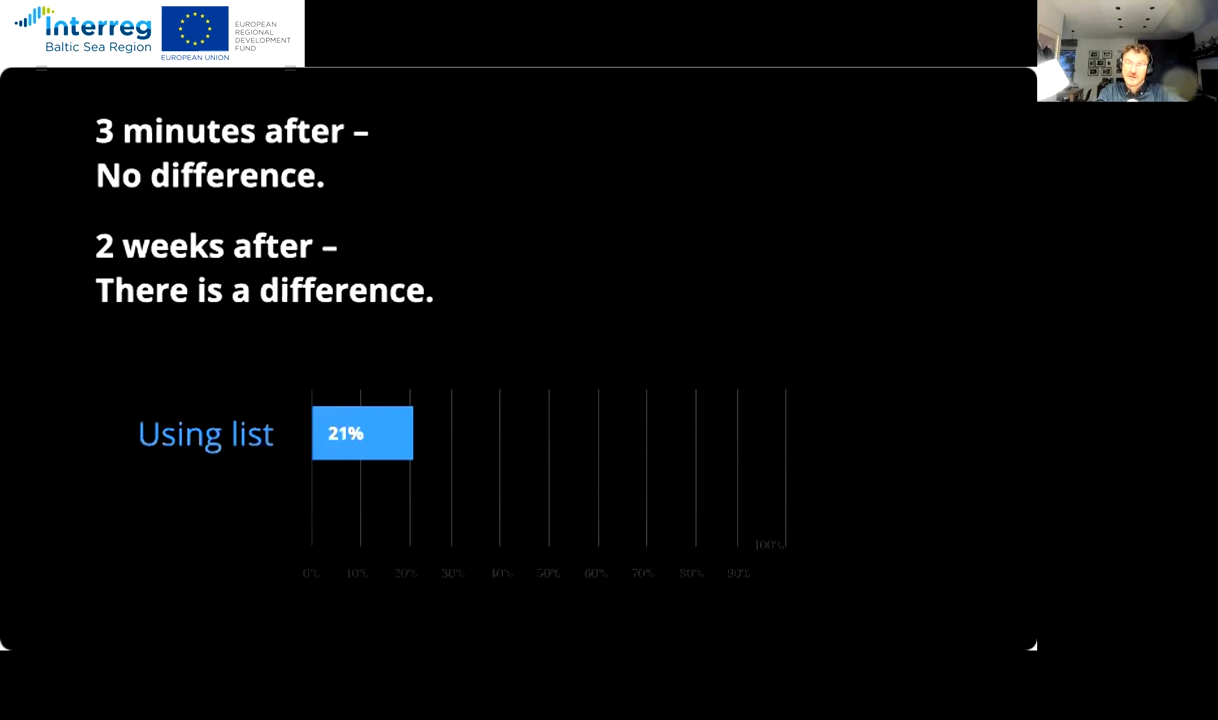 Interreg
Baltic Sea Region
EUROPEAN UNION
EUROPEAN
REGIONAL
DEVELOPMENT
FUND
3 minutes after –
No difference.
2 weeks after –
There is a difference.
Using list
21%
100%
0% 10% 20% 30% 40% 50% 60% 70% 80% 90%